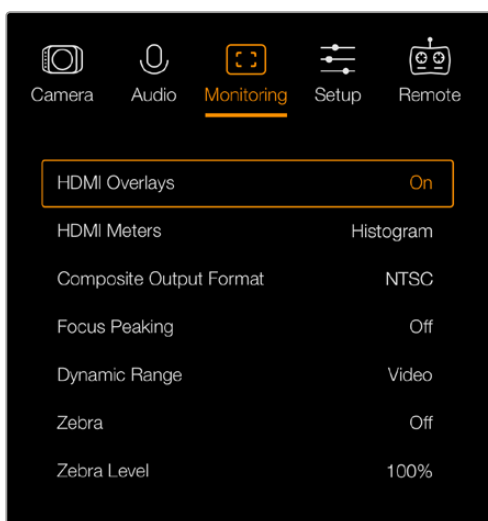 Camera Audio Monitoring Setup Remote
HDMI Overlays On
HDMI Meters Histogram
Composite Output Format NTSC
Focus Peaking Off
Dynamic Range Video
Zebra Off
Zebra Level 100%